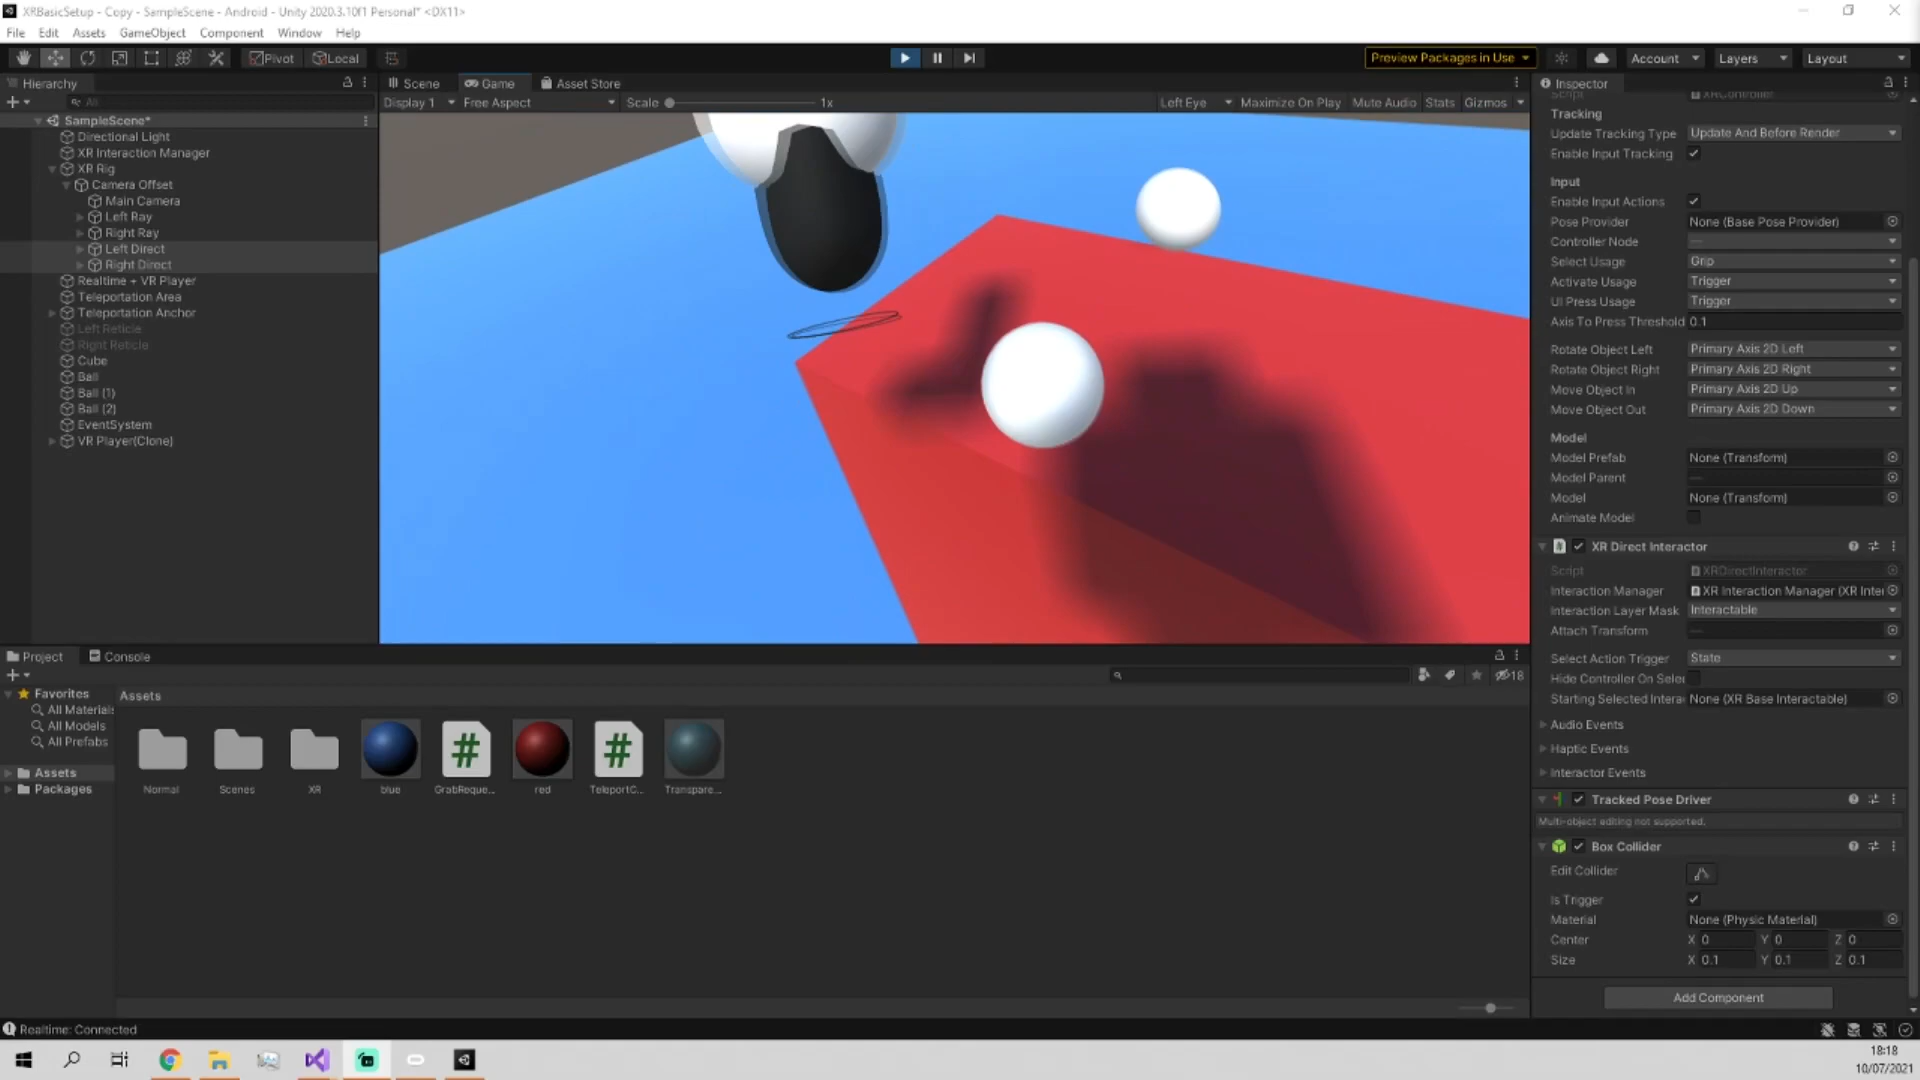 XRBasicSetup - Copy - SampleScene - Android - Unity 2020.3.10f1 Personal* <DX11>
File Edit Assets GameObject Component Window Help
Pivot Local Preview Packages in Use Account Layers Layout
Hierarchy Scene Game Asset Store Inspector
All Display 1 Free Aspect Scale 1x Left Eye Maximize On Play Mute Audio Stats Gizmos
SampleScene*
Directional Light
XR Interaction Manager
XR Rig
Camera Offset
Main Camera
Left Ray
Right Ray
Left Direct
Right Direct
Realtime + VR Player
Teleportation Area
Teleportation Anchor
Left Reticle
Right Reticle
Cube
Ball
Ball (1)
Ball (2)
EventSystem
VR Player(Clone)
Script XRController
Tracking
Update Tracking Type Update And Before Render
Enable Input Tracking
Input
Enable Input Actions
Pose Provider None (Base Pose Provider)
Controller Node —
Select Usage Grip
Activate Usage Trigger
UI Press Usage Trigger
Axis To Press Threshold 0.1
Rotate Object Left Primary Axis 2D Left
Rotate Object Right Primary Axis 2D Right
Move Object In Primary Axis 2D Up
Move Object Out Primary Axis 2D Down
Model
Model Prefab None (Transform)
Model Parent —
Model None (Transform)
Animate Model
XR Direct Interactor
Script XRDirectInteractor
Interaction Manager XR Interaction Manager (XR Inter
Interaction Layer Mask Interactable
Attach Transform —
Select Action Trigger State
Hide Controller On Selec
Starting Selected Intera None (XR Base Interactable)
Audio Events
Haptic Events
Interactor Events
Tracked Pose Driver
Multi-object editing not supported.
Box Collider
Edit Collider
Is Trigger
Material None (Physic Material)
Center X 0 Y 0 Z 0
Size X 0.1 Y 0.1 Z 0.1
Add Component
Project Console
18
Favorites
All Materials
All Models
All Prefabs
Assets
Packages
Assets
Normal Scenes XR blue GrabReque... red TeleportC... Transpare...
Realtime: Connected
18:18
10/07/2021